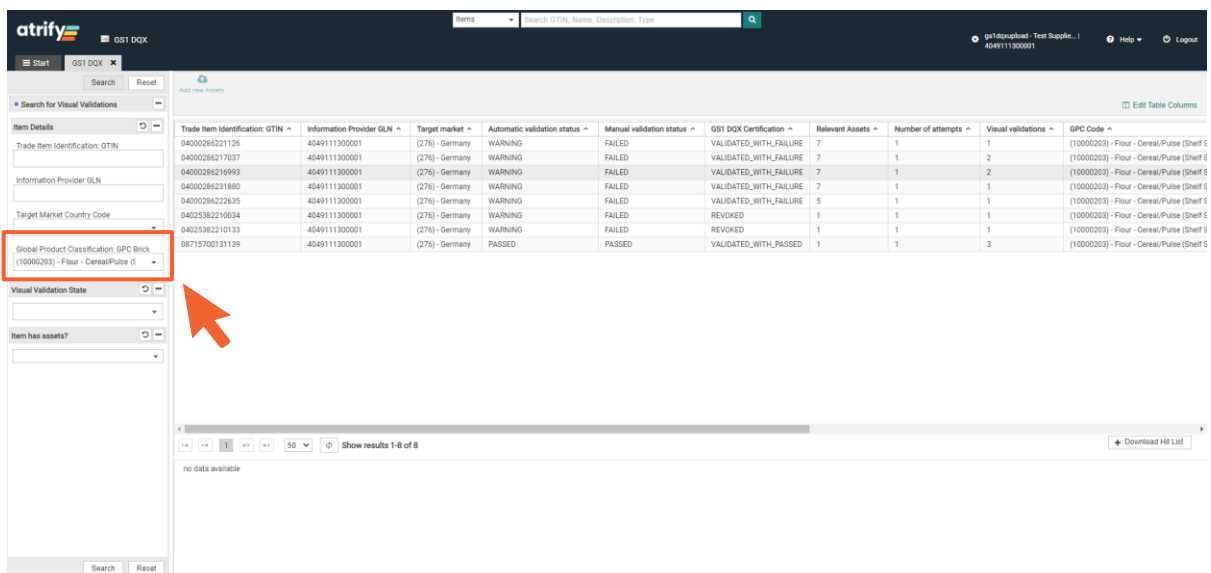 atrify
GS1 DQX
Items
Search GTIN, Name, Description, Type
gs1dqxupload - Test Supplie... |
4049111300001
Help
Logout
Start
GS1 DQX
Search Reset
Add new Assets
Search for Visual Validations
Edit Table Columns
Item Details
Trade Item Identification: GTIN
Information Provider GLN
Target Market Country Code
Global Product Classification: GPC Brick
(10000203) - Flour - Cereal/Pulse (
Visual Validation State
Item has assets?
Trade Item Identification: GTIN Information Provider GLN Target market Automatic validation status Manual validation status GS1 DQX Certification Relevant Assets Number of attempts Visual validations GPC Code
04000286221126 4049111300001 (276) - Germany WARNING FAILED VALIDATED_WITH_FAILURE 7 1 1 (10000203) - Flour - Cereal/Pulse (Shelf S
04000286217037 4049111300001 (276) - Germany WARNING FAILED VALIDATED_WITH_FAILURE 7 1 2 (10000203) - Flour - Cereal/Pulse (Shelf S
04000286216993 4049111300001 (276) - Germany WARNING FAILED VALIDATED_WITH_FAILURE 7 1 2 (10000203) - Flour - Cereal/Pulse (Shelf S
04000286231880 4049111300001 (276) - Germany WARNING FAILED VALIDATED_WITH_FAILURE 7 1 1 (10000203) - Flour - Cereal/Pulse (Shelf S
04000286222635 4049111300001 (276) - Germany WARNING FAILED VALIDATED_WITH_FAILURE 5 1 1 (10000203) - Flour - Cereal/Pulse (Shelf S
04025382210034 4049111300001 (276) - Germany WARNING FAILED REVOKED 1 1 1 (10000203) - Flour - Cereal/Pulse (Shelf S
04025382210133 4049111300001 (276) - Germany WARNING FAILED REVOKED 1 1 1 (10000203) - Flour - Cereal/Pulse (Shelf S
08715700131139 4049111300001 (276) - Germany PASSED PASSED VALIDATED_WITH_PASSED 1 1 3 (10000203) - Flour - Cereal/Pulse (Shelf S
1 50 Show results 1-8 of 8
Download Hit List
no data available
Search Reset